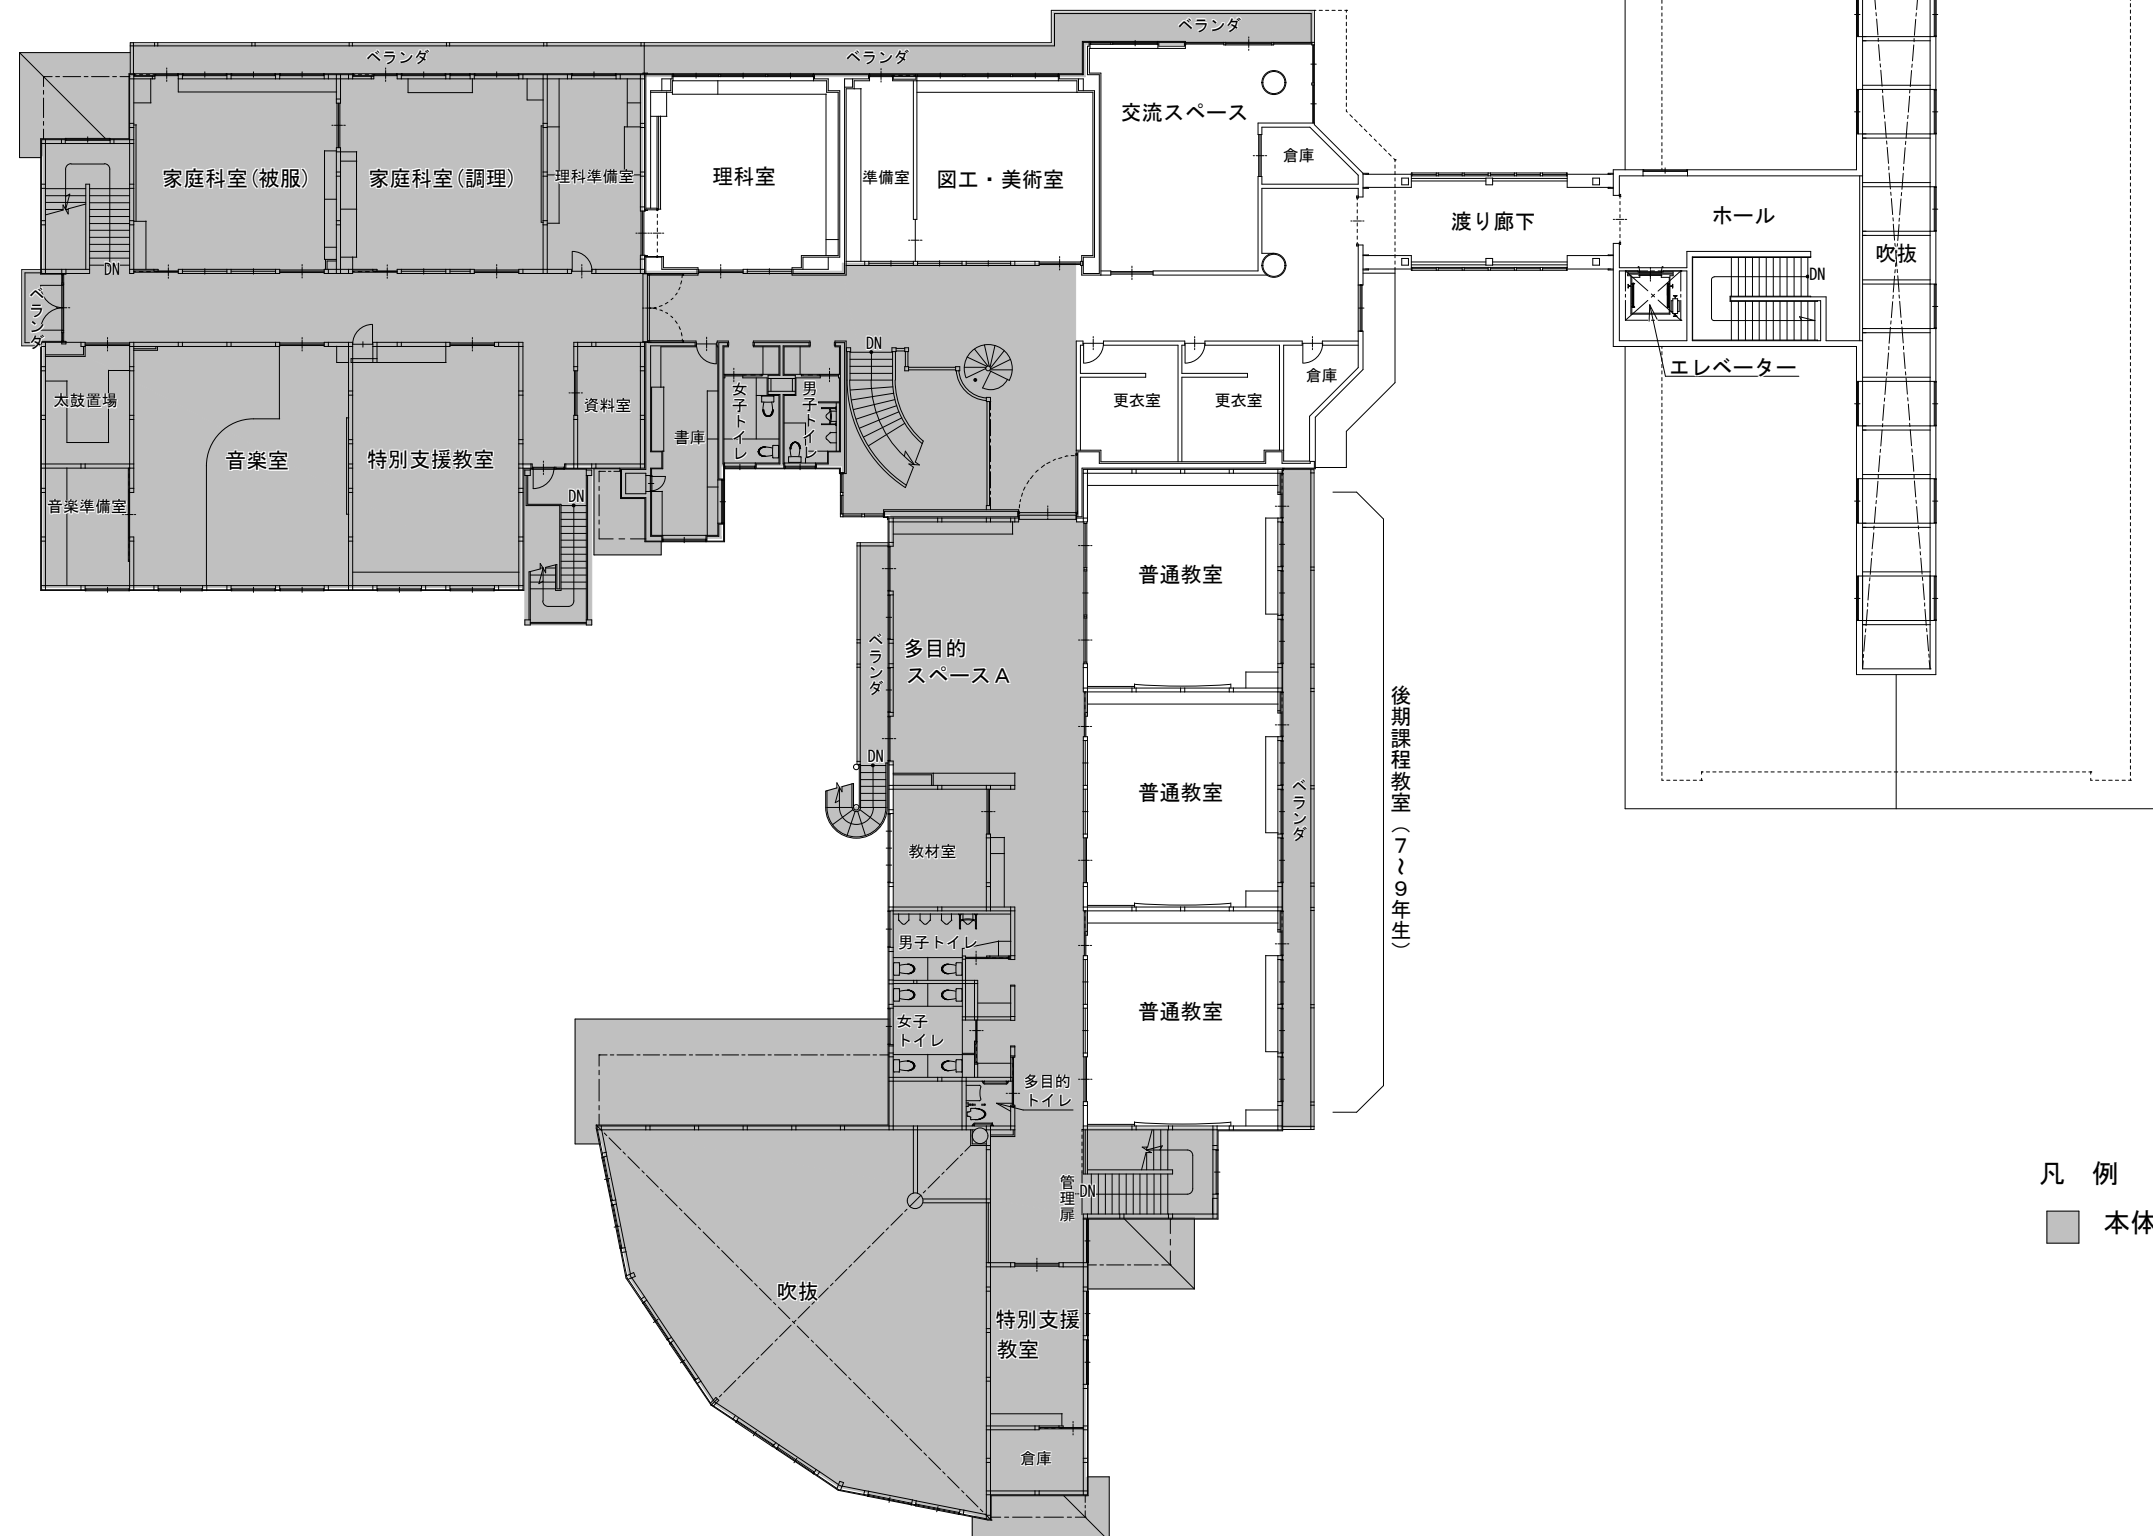 ベランダ
ベランダ
ベランダ
交流スペース
倉庫
家庭科室(被服)
家庭科室(調理)
理科準備室
理科室
準備室
図工・美術室
渡り廊下
ホール
吹抜
DN
DN
ベランダ
エレベーター
DN
太鼓置場
音楽室
特別支援教室
資料室
書庫
女子トイレ
男子トイレ
更衣室
更衣室
倉庫
音楽準備室
DN
普通教室
ベランダ
多目的
スペースA
DN
普通教室
ベランダ
後期課程教室(7~9年生)
教材室
男子トイレ
女子
トイレ
普通教室
多目的
トイレ
管理扉
DN
凡 例
本体
吹抜
特別支援
教室
倉庫